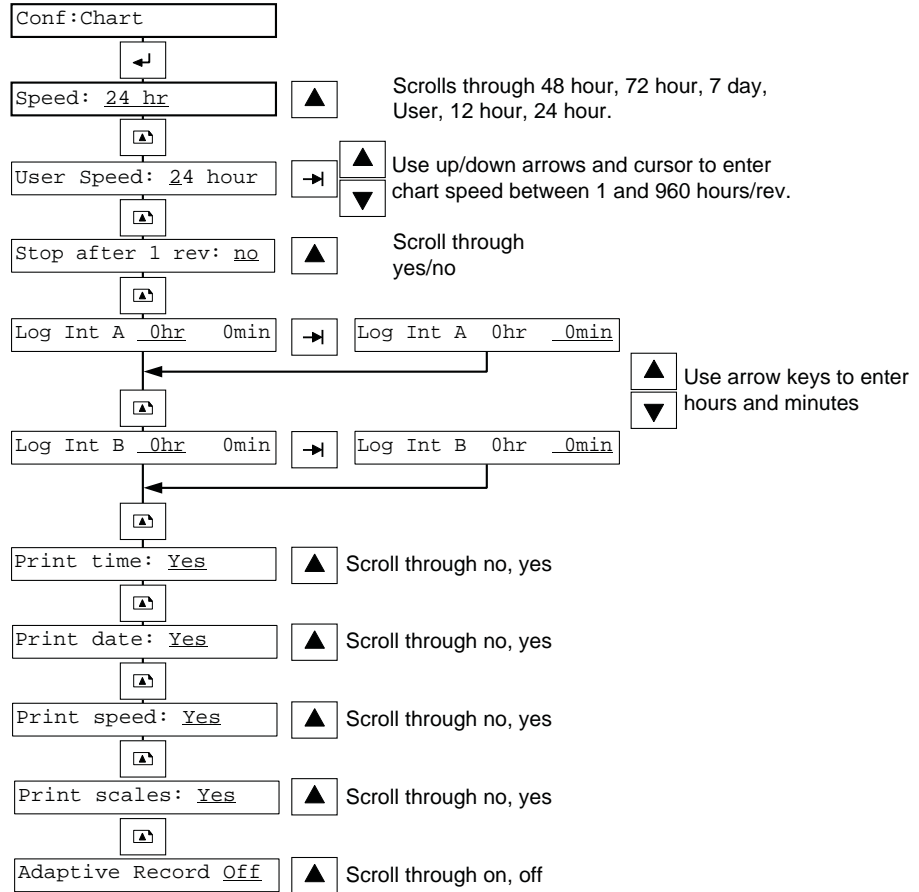 Conf:Chart
Speed: 24 hr
Scrolls through 48 hour, 72 hour, 7 day,
User, 12 hour, 24 hour.
User Speed: 24 hour
Use up/down arrows and cursor to enter
chart speed between 1 and 960 hours/rev.
Stop after 1 rev: no
Scroll through
yes/no
Log Int A 0hr 0min
Log Int A 0hr 0min
Use arrow keys to enter
hours and minutes
Log Int B 0hr 0min
Log Int B 0hr 0min
Print time: Yes
Scroll through no, yes
Print date: Yes
Scroll through no, yes
Print speed: Yes
Scroll through no, yes
Print scales: Yes
Scroll through no, yes
Adaptive Record Off
Scroll through on, off